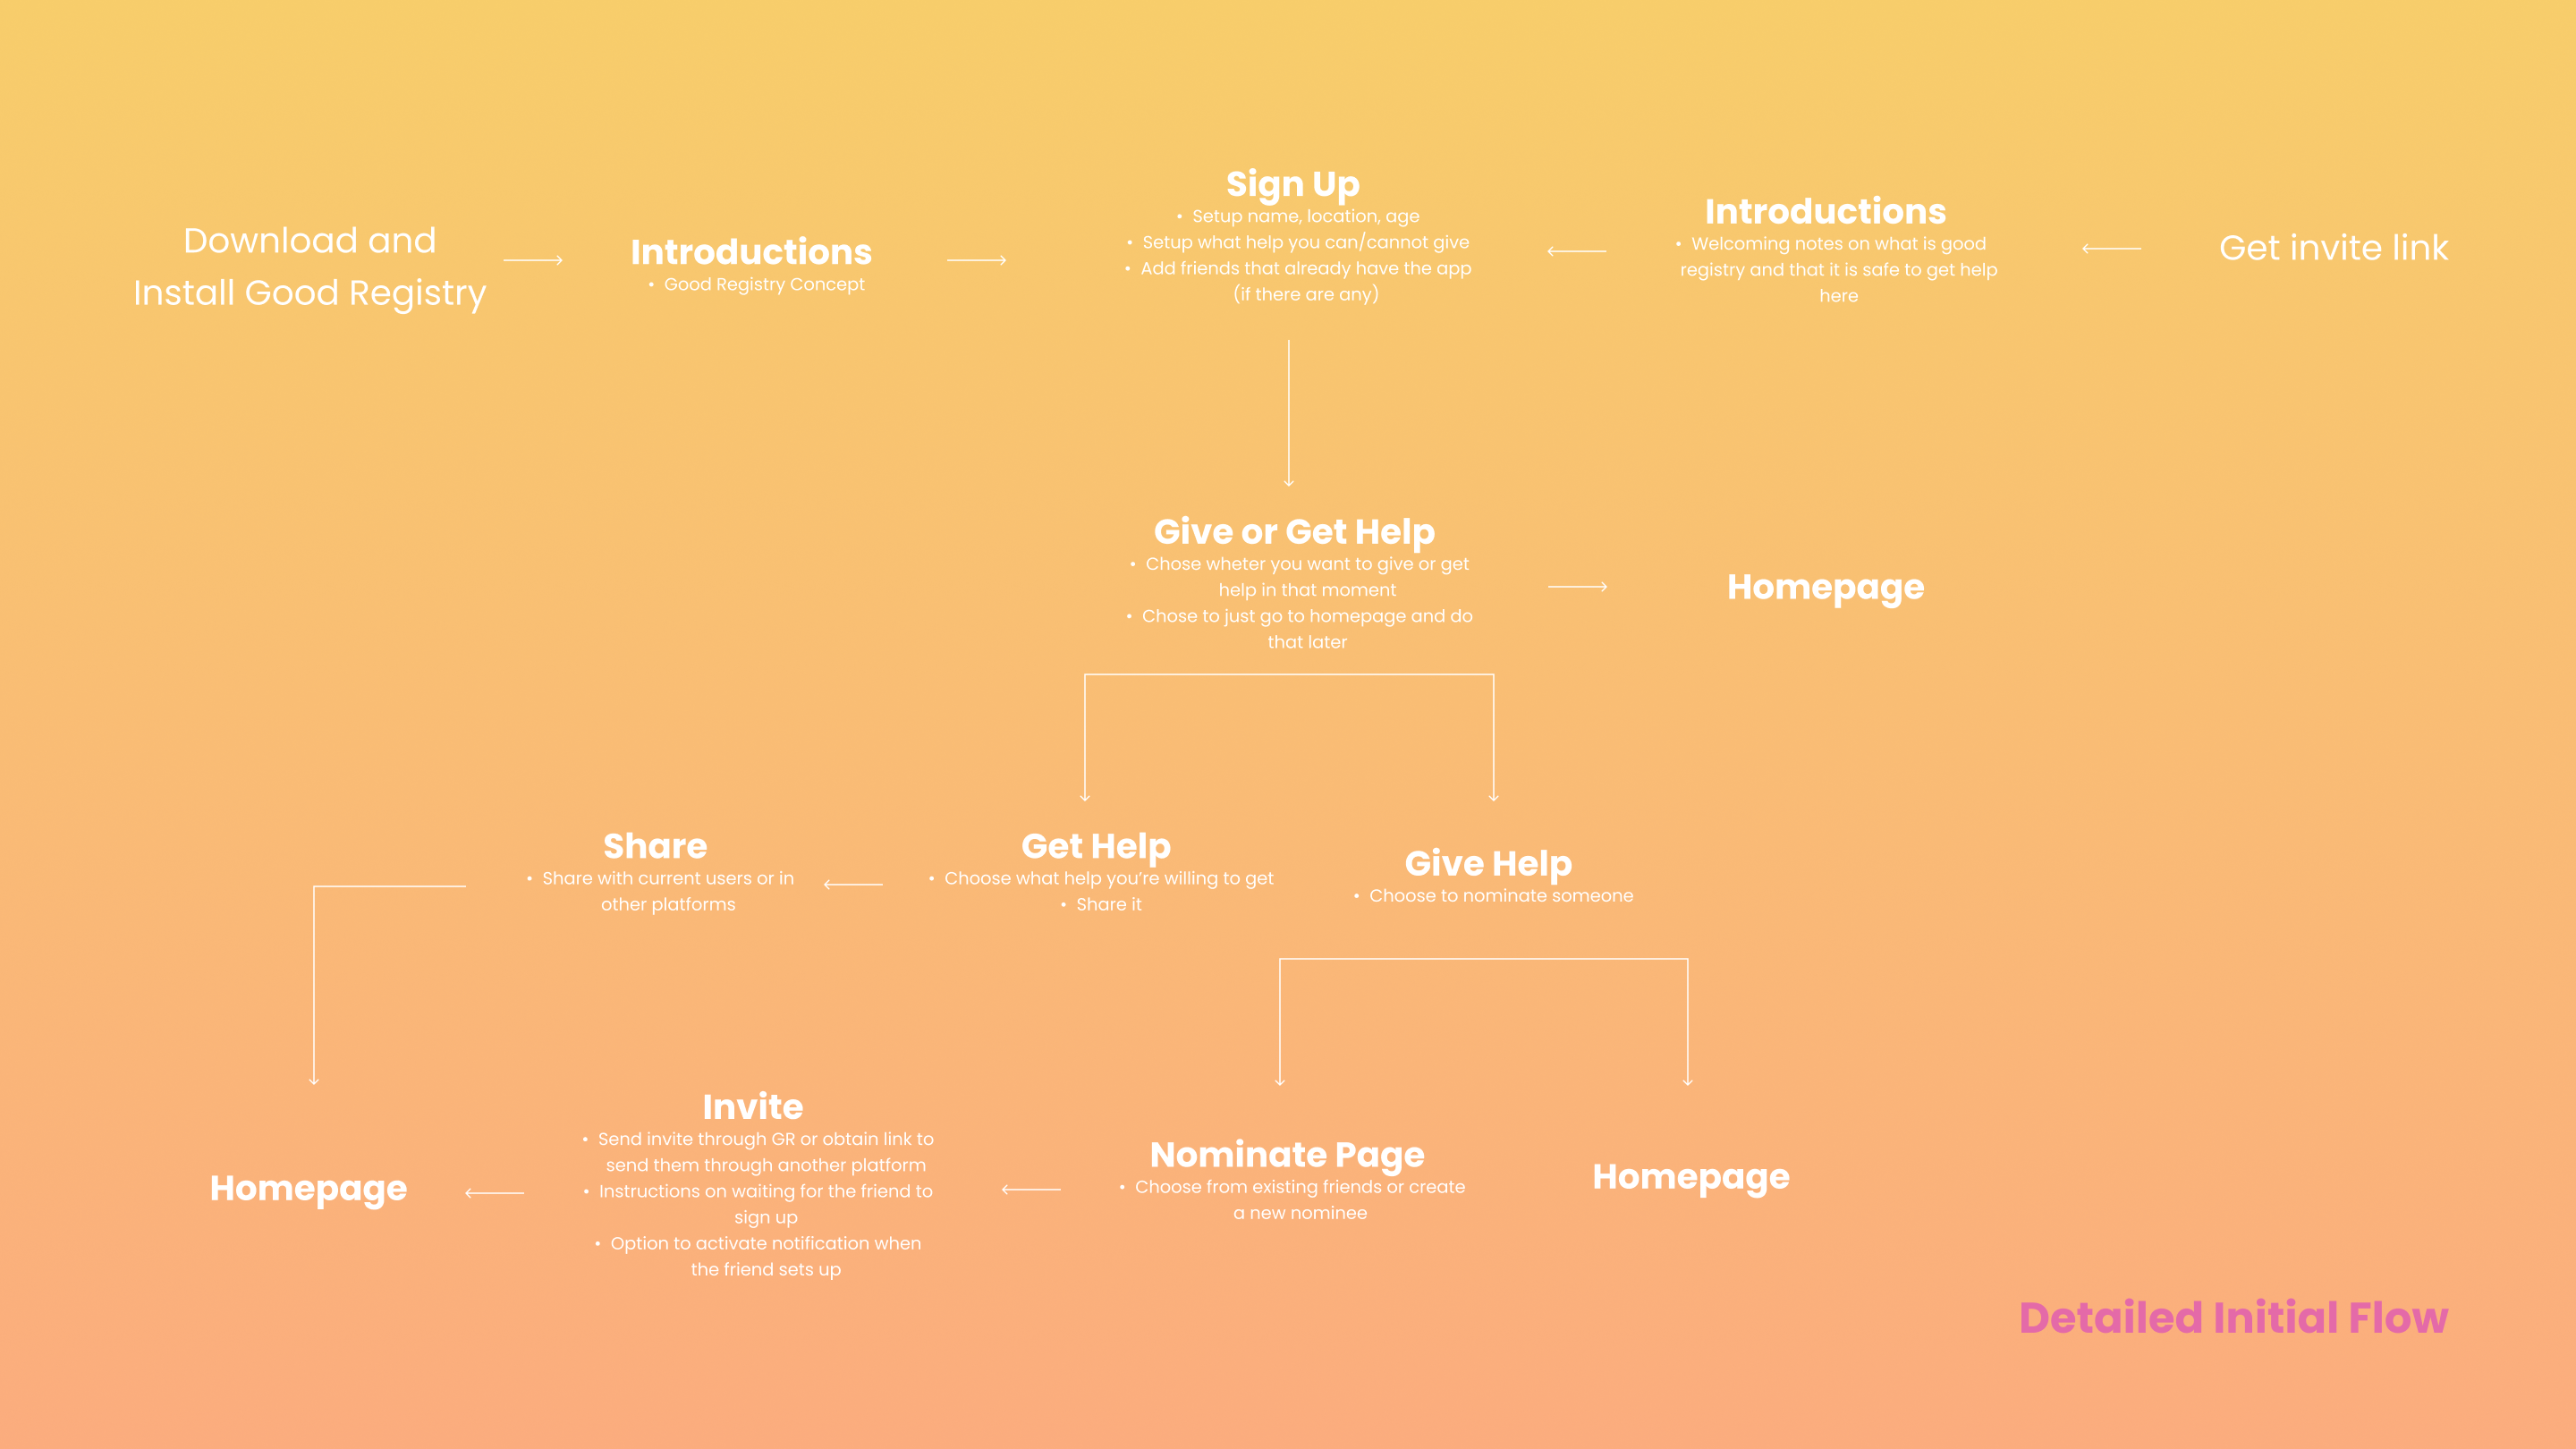 Download and
Install Good Registry
Introductions
• Good Registry Concept
Sign Up
• Setup name, location, age
• Setup what help you can/cannot give
• Add friends that already have the app
(if there are any)
Introductions
• Welcoming notes on what is good
registry and that it is safe to get help
here
Get invite link
Give or Get Help
• Chose wheter you want to give or get
help in that moment
• Chose to just go to homepage and do
that later
Homepage
Share
• Share with current users or in
other platforms
Get Help
• Choose what help you’re willing to get
• Share it
Give Help
• Choose to nominate someone
Homepage
Invite
• Send invite through GR or obtain link to
send them through another platform
• Instructions on waiting for the friend to
sign up
• Option to activate notification when
the friend sets up
Nominate Page
• Choose from existing friends or create
a new nominee
Homepage
Detailed Initial Flow